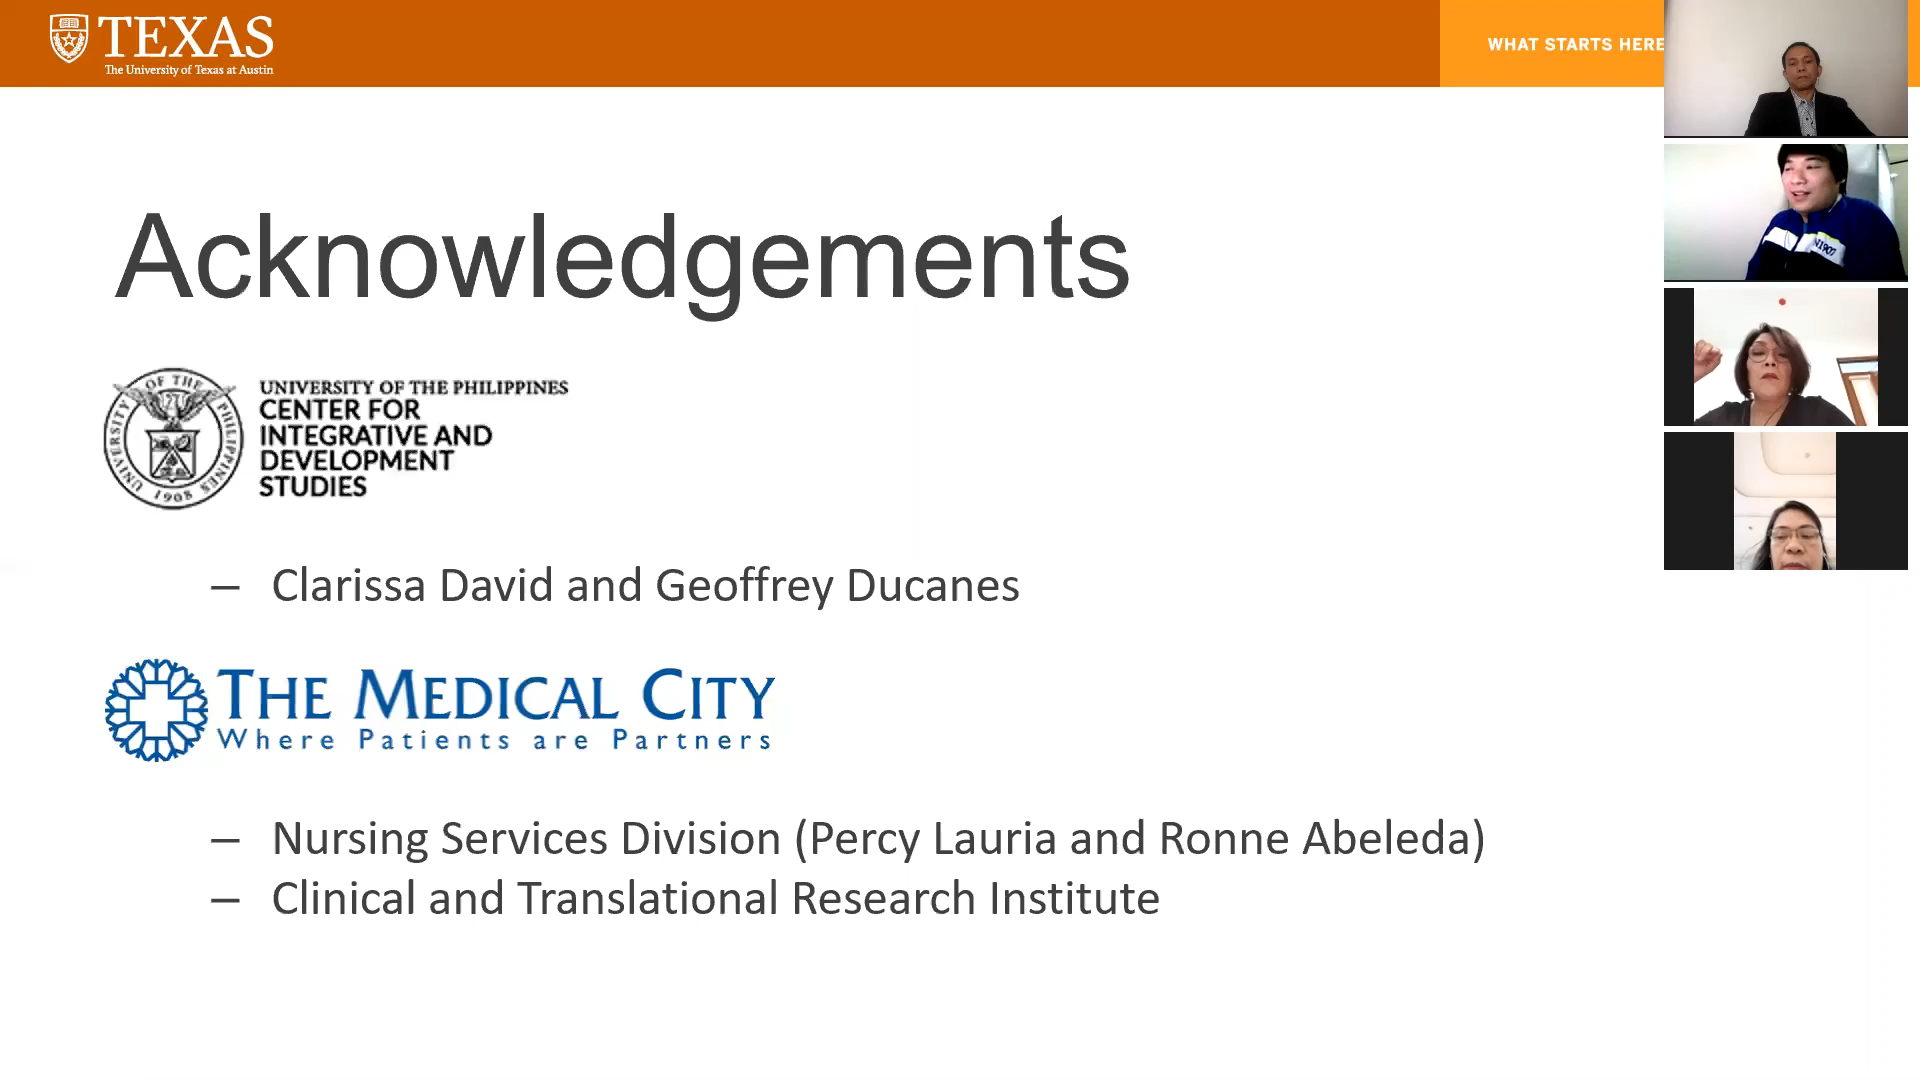 TEXAS
The University of Texas at Austin
WHAT STARTS HERE
Acknowledgements
UNIVERSITY OF THE PHILIPPINES
CENTER FOR
INTEGRATIVE AND
DEVELOPMENT
STUDIES
UNIVERSITY OF THE PHILIPPINES
1908
– Clarissa David and Geoffrey Ducanes
THE MEDICAL CITY
Where Patients are Partners
– Nursing Services Division (Percy Lauria and Ronne Abeleda)
– Clinical and Translational Research Institute